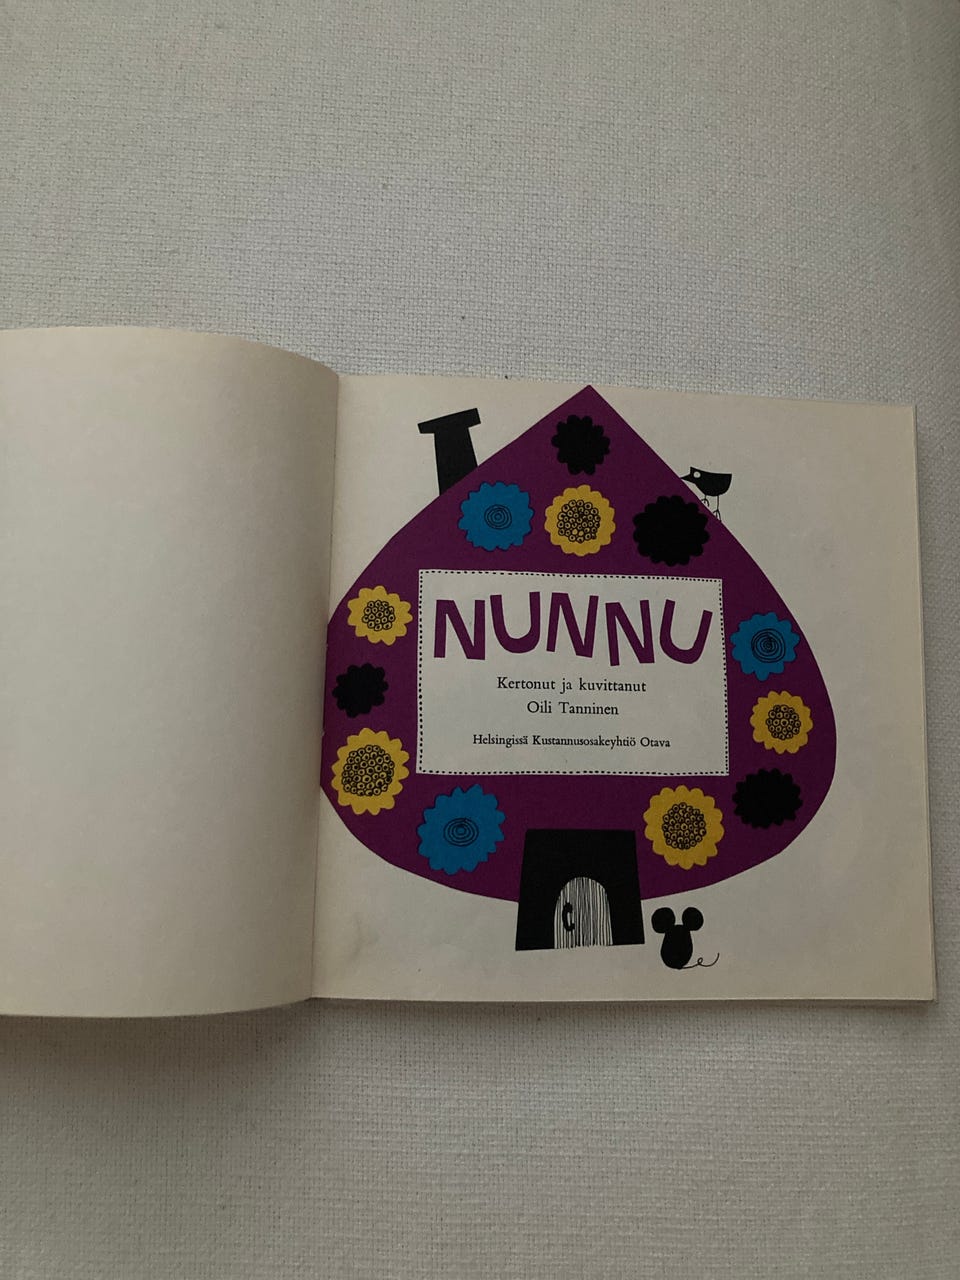 NUNNU
Kertonut ja kuvittanut
Oili Tanninen
Helsingissä Kustannusosakeyhtiö Otava